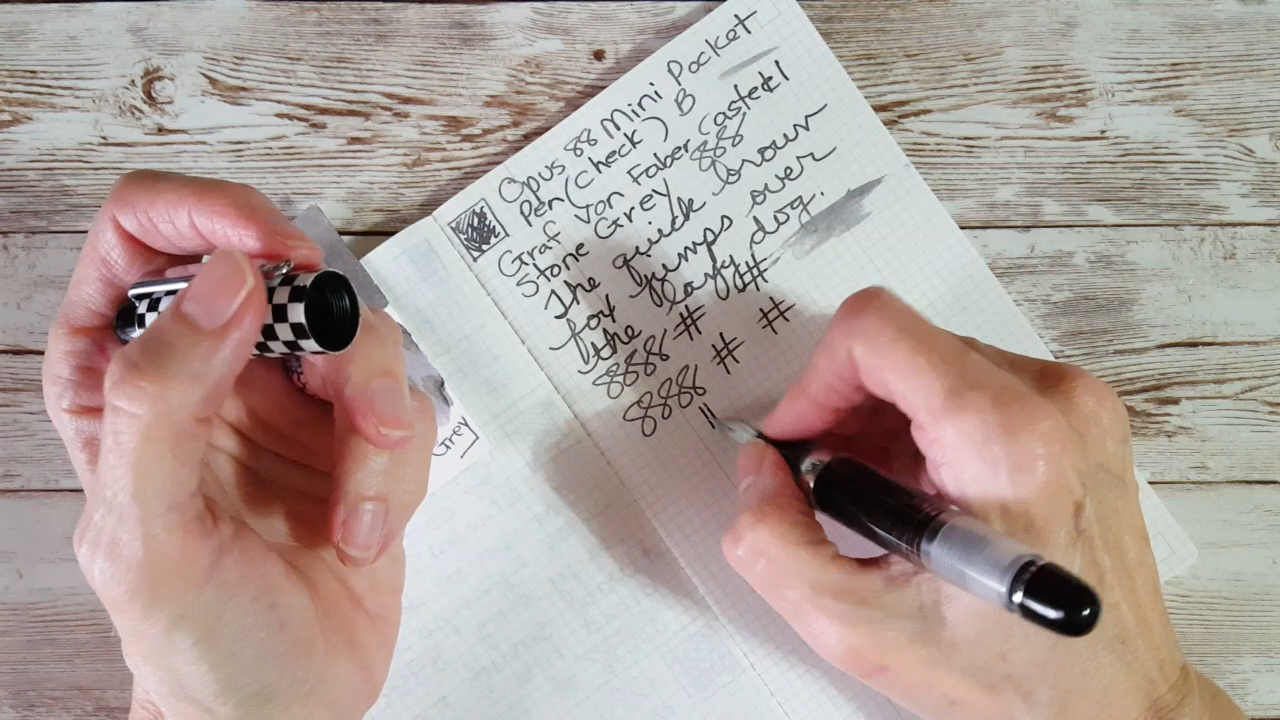 Opus 88 Mini Pocket
Pen (Check) B
Graf von Faber Castell
Stone Grey 888
The quick brown
fox jumps over
the lazy dog.
8888 # #
8888 # #
Grey